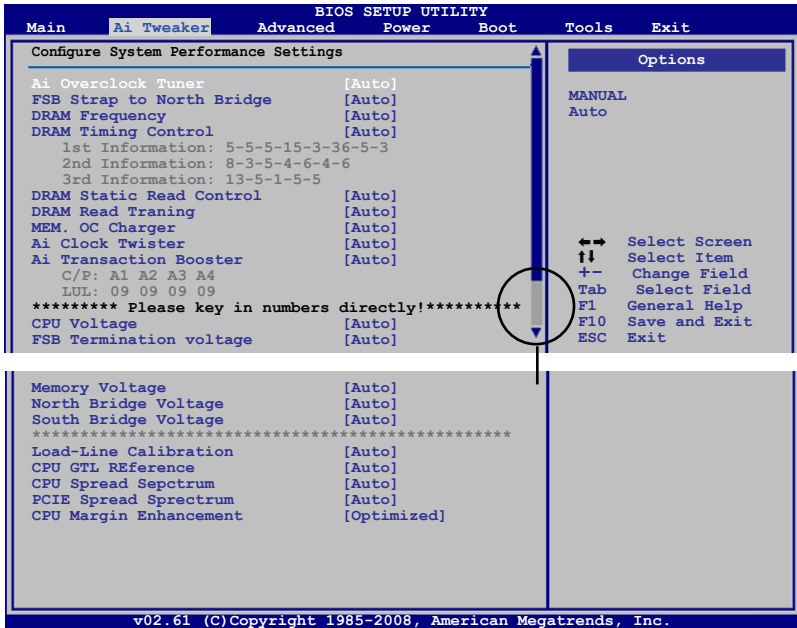 BIOS SETUP UTILITY
Main Ai Tweaker Advanced Power Boot Tools Exit
Configure System Performance Settings
Ai Overclock Tuner [Auto]
FSB Strap to North Bridge [Auto]
DRAM Frequency [Auto]
DRAM Timing Control [Auto]
1st Information: 5-5-5-15-3-36-5-3
2nd Information: 8-3-5-4-6-4-6
3rd Information: 13-5-1-5-5
DRAM Static Read Control [Auto]
DRAM Read Traning [Auto]
MEM. OC Charger [Auto]
Ai Clock Twister [Auto]
Ai Transaction Booster [Auto]
C/P: A1 A2 A3 A4
LUL: 09 09 09 09
********* Please key in numbers directly!**********
CPU Voltage [Auto]
FSB Termination voltage [Auto]
Options
MANUAL
Auto
←→ Select Screen
↑↓ Select Item
+- Change Field
Tab Select Field
F1 General Help
F10 Save and Exit
ESC Exit
Memory Voltage [Auto]
North Bridge Voltage [Auto]
South Bridge Voltage [Auto]
**************************************************
Load-Line Calibration [Auto]
CPU GTL REference [Auto]
CPU Spread Sepctrum [Auto]
PCIE Spread Sprectrum [Auto]
CPU Margin Enhancement [Optimized]
v02.61 (C)Copyright 1985-2008, American Megatrends, Inc.